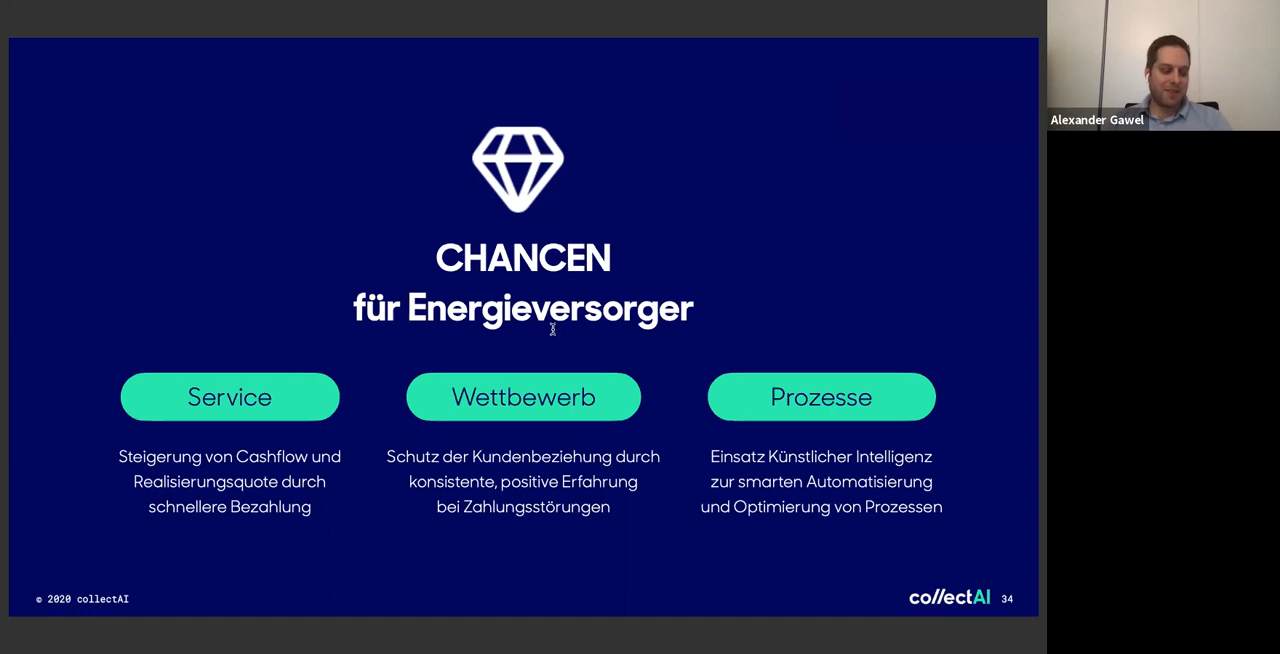 Alexander Gawel
CHANCEN
für Energieversorger
Service
Steigerung von Cashflow und
Realisierungsquote durch
schnellere Bezahlung
Wettbewerb
Schutz der Kundenbeziehung durch
konsistente, positive Erfahrung
bei Zahlungsstörungen
Prozesse
Einsatz Künstlicher Intelligenz
zur smarten Automatisierung
und Optimierung von Prozessen
© 2020 collectAI
collectAI 34